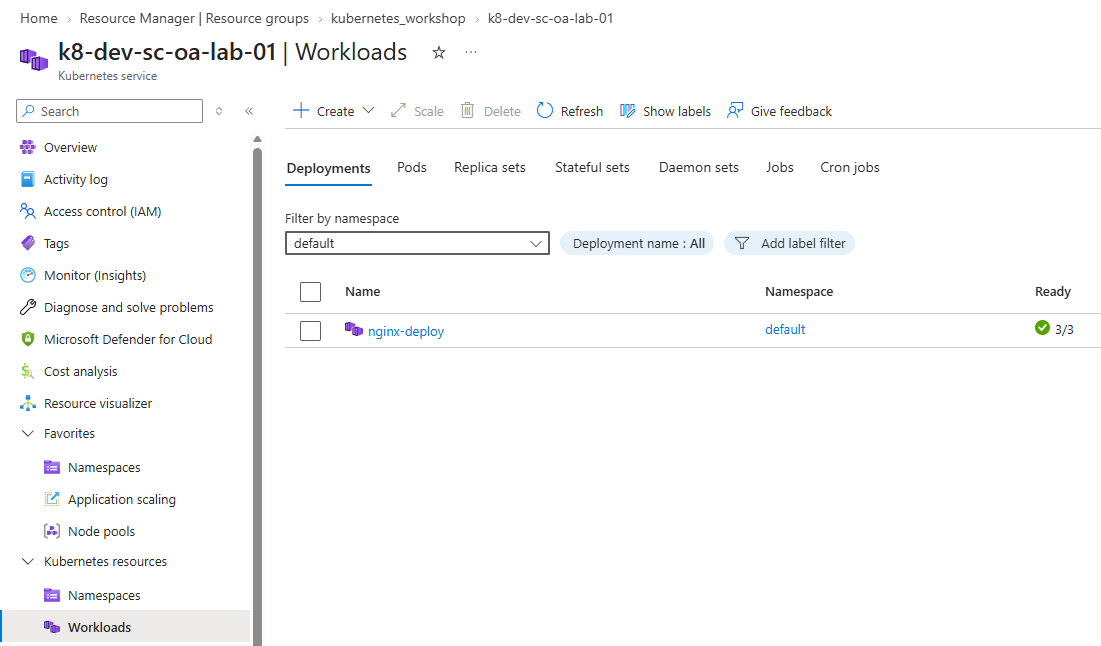 Home › Resource Manager | Resource groups › kubernetes_workshop › k8-dev-sc-oa-lab-01
k8-dev-sc-oa-lab-01 | Workloads ☆ ···
Kubernetes service
Search
Overview
Activity log
Access control (IAM)
Tags
Monitor (Insights)
Diagnose and solve problems
Microsoft Defender for Cloud
Cost analysis
Resource visualizer
Favorites
Namespaces
Application scaling
Node pools
Kubernetes resources
Namespaces
Workloads
Create Scale Delete Refresh Show labels Give feedback
Deployments Pods Replica sets Stateful sets Daemon sets Jobs Cron jobs
Filter by namespace
default Deployment name : All Add label filter
Name Namespace Ready
nginx-deploy default 3/3